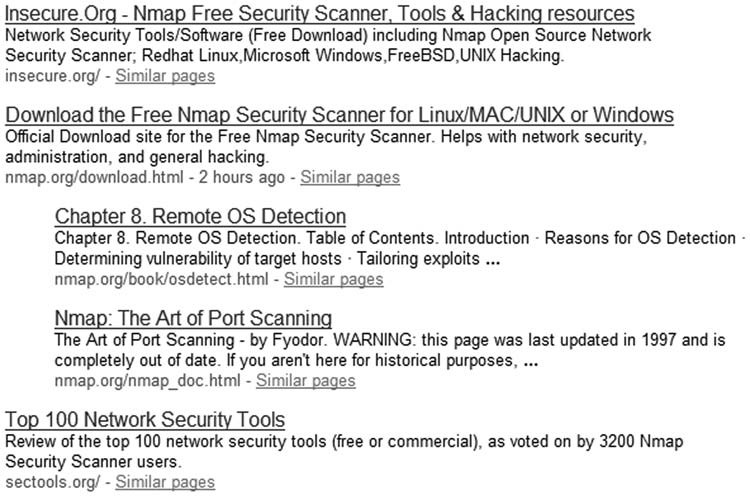 Insecure.Org - Nmap Free Security Scanner, Tools & Hacking resources
Network Security Tools/Software (Free Download) including Nmap Open Source Network
Security Scanner; Redhat Linux,Microsoft Windows,FreeBSD,UNIX Hacking.
insecure.org/ - Similar pages
Download the Free Nmap Security Scanner for Linux/MAC/UNIX or Windows
Official Download site for the Free Nmap Security Scanner. Helps with network security,
administration, and general hacking.
nmap.org/download.html - 2 hours ago - Similar pages
Chapter 8. Remote OS Detection
Chapter 8. Remote OS Detection. Table of Contents. Introduction · Reasons for OS Detection ·
Determining vulnerability of target hosts · Tailoring exploits ...
nmap.org/book/osdetect.html - Similar pages
Nmap: The Art of Port Scanning
The Art of Port Scanning - by Fyodor. WARNING: this page was last updated in 1997 and is
completely out of date. If you aren't here for historical purposes, ...
nmap.org/nmap_doc.html - Similar pages
Top 100 Network Security Tools
Review of the top 100 network security tools (free or commercial), as voted on by 3200 Nmap
Security Scanner users.
sectools.org/ - Similar pages